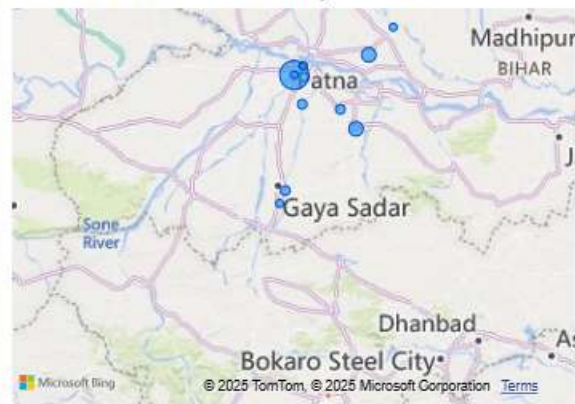 Madhipur
BIHAR
atna
J
Gaya Sadar
Sone
River
Dhanbad
As
Bokaro Steel City
Microsoft Bing
© 2025 TomTom, © 2025 Microsoft Corporation Terms